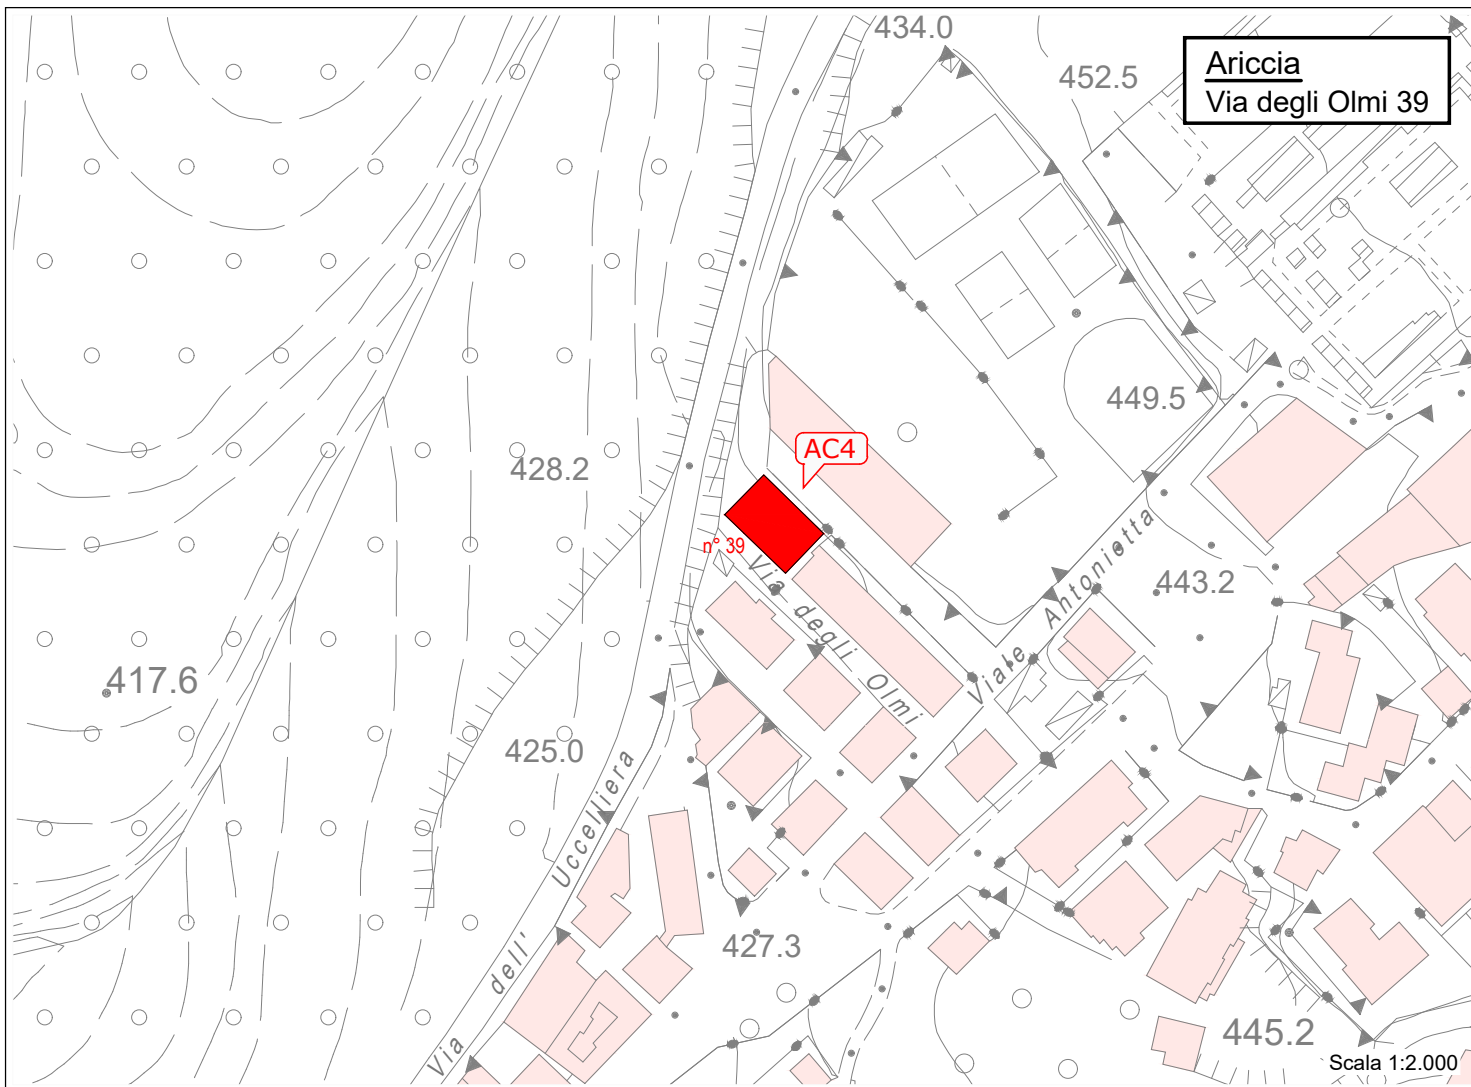 434.0
452.5
Ariccia
Via degli Olmi 39
449.5
AC4
428.2
n° 39
Via degli Olmi
Viale Antonietta
443.2
417.6
425.0
Via dell' Uccelliera
427.3
445.2
Scala 1:2.000